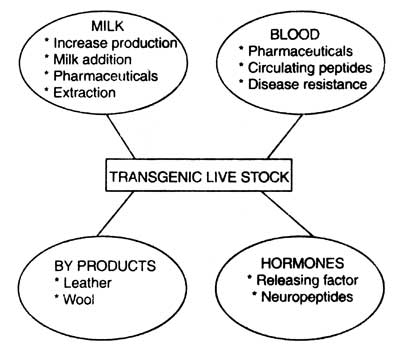 MILK
* Increase production
* Milk addition
* Pharmaceuticals
* Extraction
BLOOD
* Pharmaceuticals
* Circulating peptides
* Disease resistance
TRANSGENIC LIVE STOCK
BY PRODUCTS
* Leather
* Wool
HORMONES
* Releasing factor
* Neuropeptides